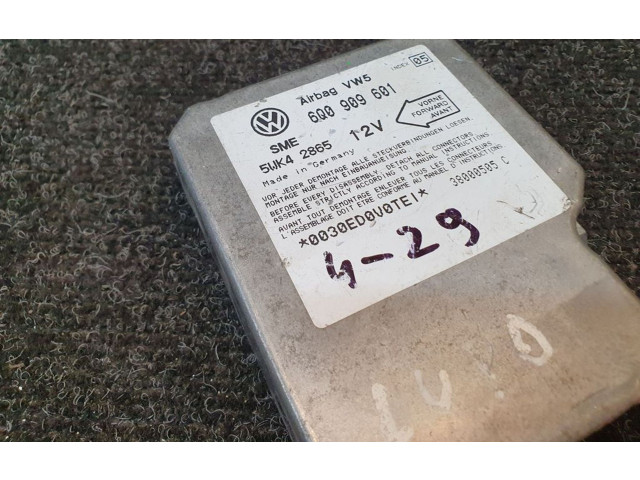 Airbag VW5
INDEX 05
6Q0 909 601
SME
5WK4 2865 12V
VORNE
FORWARD
AVANT
Made in Germany
VOR JEDER DEMONTAGE ALLE STECKVERBINDUNGEN LOESEN.
MONTAGE NUR NACH EINBAUANWEISUNG
BEFORE EVERY DISASSEMBLY, DETACH ALL CONNECTORS
ASSEMBLE STRICTLY ACCORDING TO MANUAL INSTRUCTIONS
AVANT TOUT DEMONTAGE ENLEVER TOUS LES CONNECTEURS
L'ASSEMBLAGE DOIT ETRE CONFORME AU MANUEL D'INSTRUCTIONS
*0030ED0V0TEI*
38000505 C
4-29